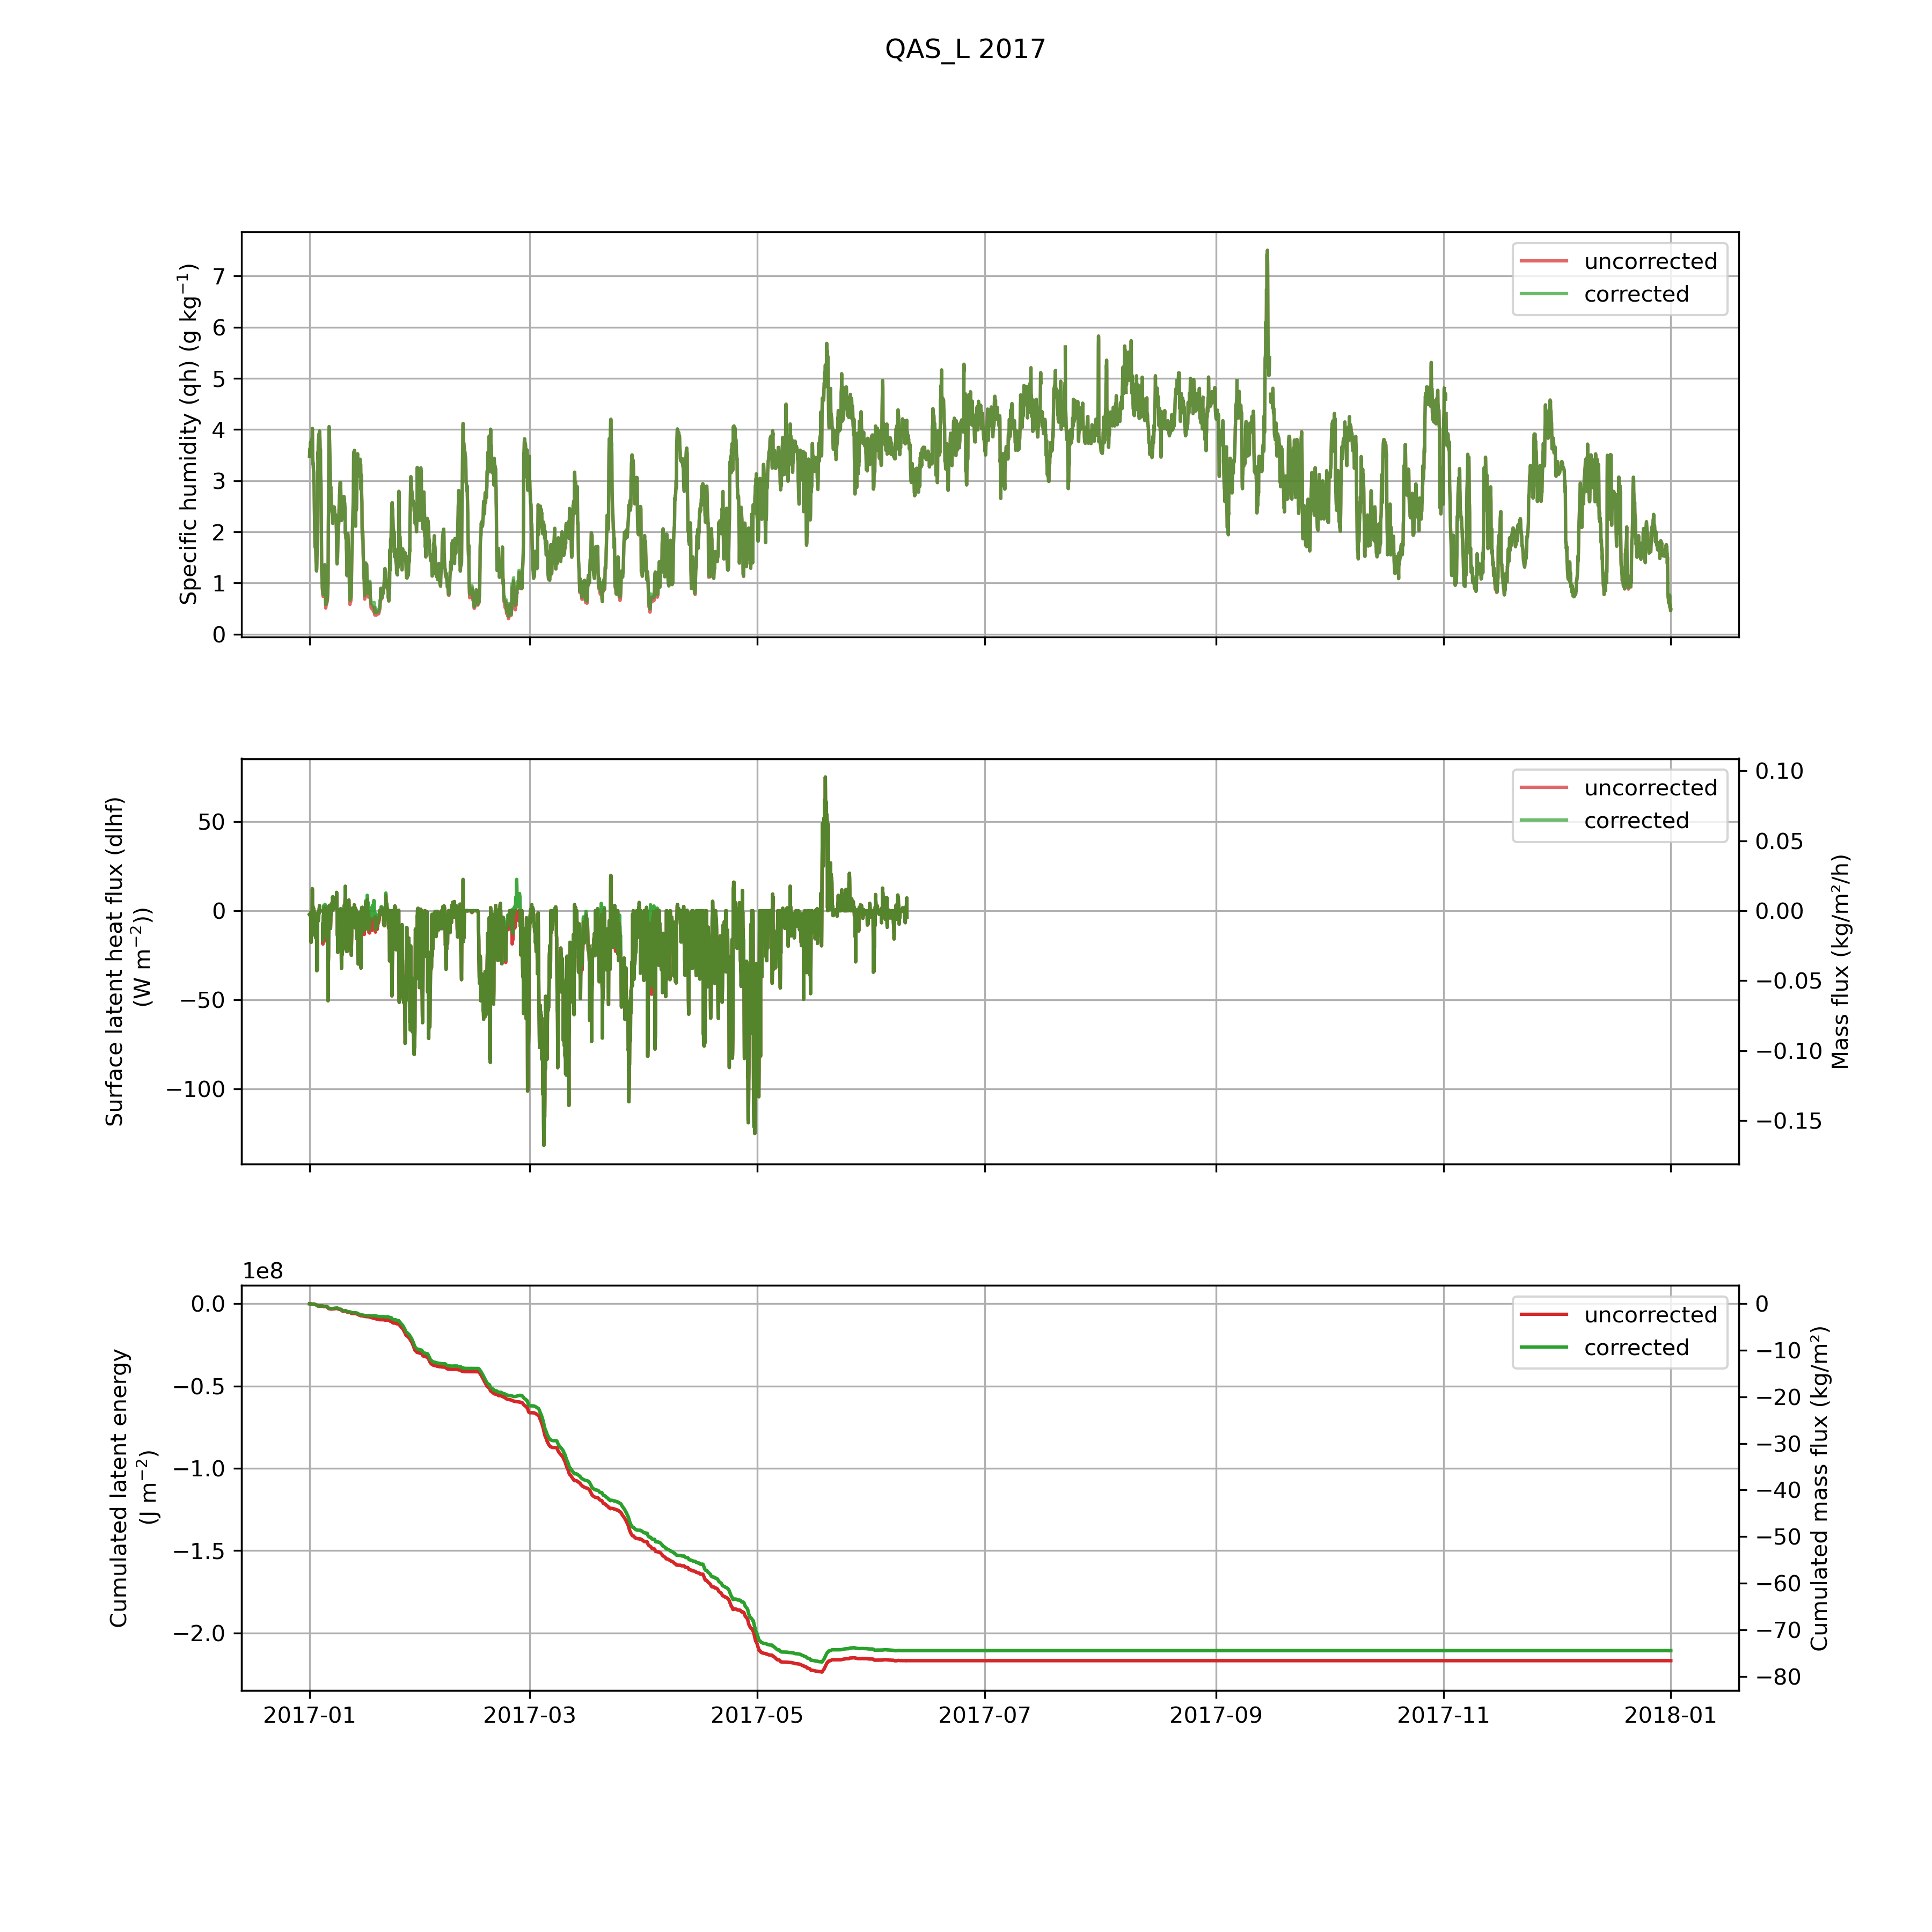 QAS_L 2017
Specific humidity (qh) (g kg⁻¹)
7
6
5
4
3
2
1
0
uncorrected
corrected
Surface latent heat flux (dlhf)
(W m⁻²))
50
0
−50
−100
uncorrected
corrected
0.10
0.05
0.00
−0.05
−0.10
−0.15
Mass flux (kg/m²/h)
1e8
Cumulated latent energy
(J m⁻²)
0.0
−0.5
−1.0
−1.5
−2.0
uncorrected
corrected
0
−10
−20
−30
−40
−50
−60
−70
−80
Cumulated mass flux (kg/m²)
2017-01 2017-03 2017-05 2017-07 2017-09 2017-11 2018-01